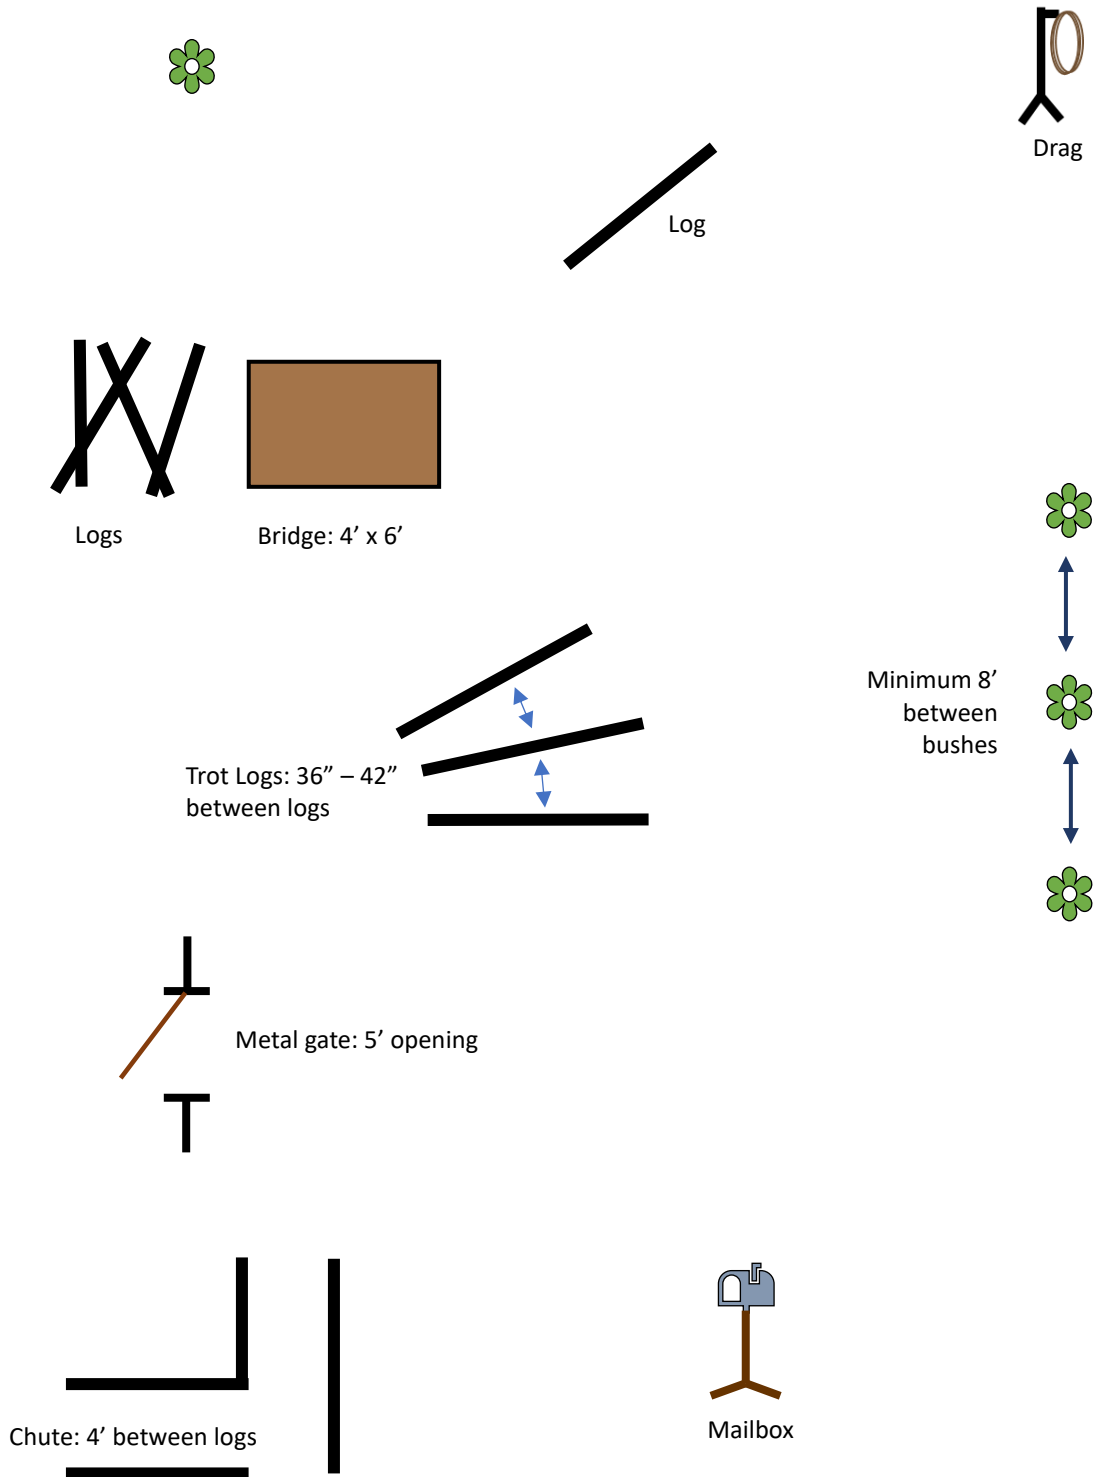 Drag
Log
Logs
Bridge: 4’ x 6’
Minimum 8’
between
bushes
Trot Logs: 36” – 42”
between logs
Metal gate: 5’ opening
Chute: 4’ between logs
Mailbox